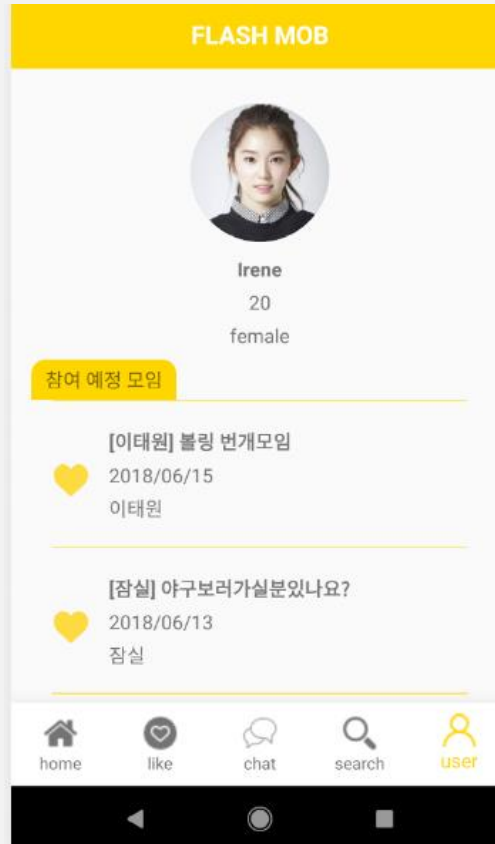 FLASH MOB
Irene
20
female
참여 예정 모임
[이태원] 볼링 번개모임
2018/06/15
이태원
[잠실] 야구보러가실분있나요?
2018/06/13
잠실
home like chat search user